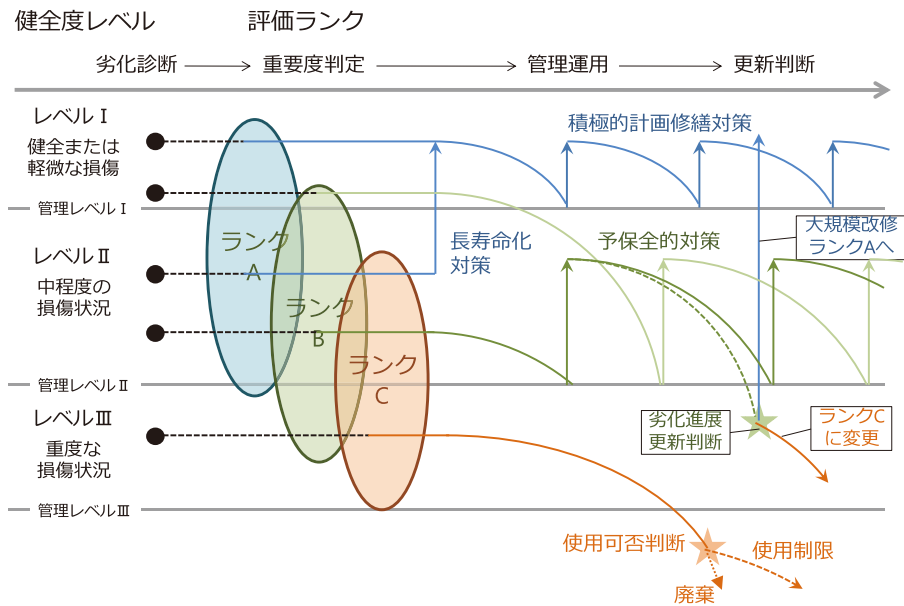 健全度レベル
評価ランク
劣化診断
重要度判定
管理運用
更新判断
レベルⅠ
健全または
軽微な損傷
積極的計画修繕対策
管理レベルⅠ
ランク
A
レベルⅡ
中程度の
損傷状況
長寿命化
対策
予保全的対策
大規模改修
ランクAへ
ランク
B
ランク
C
管理レベルⅡ
レベルⅢ
重度な
損傷状況
劣化進展
更新判断
ランクC
に変更
管理レベルⅢ
使用可否判断
使用制限
廃棄